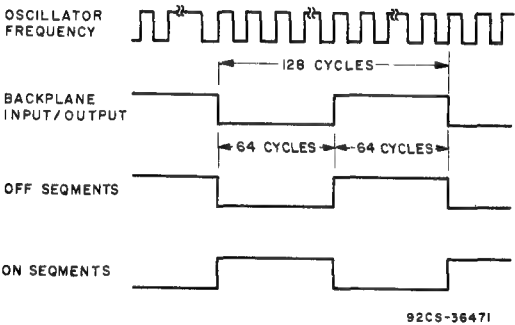 OSCILLATOR
FREQUENCY
128 CYCLES
BACKPLANE
INPUT/OUTPUT
64 CYCLES
64 CYCLES
OFF SEQMENTS
ON SEQMENTS
92CS-36471